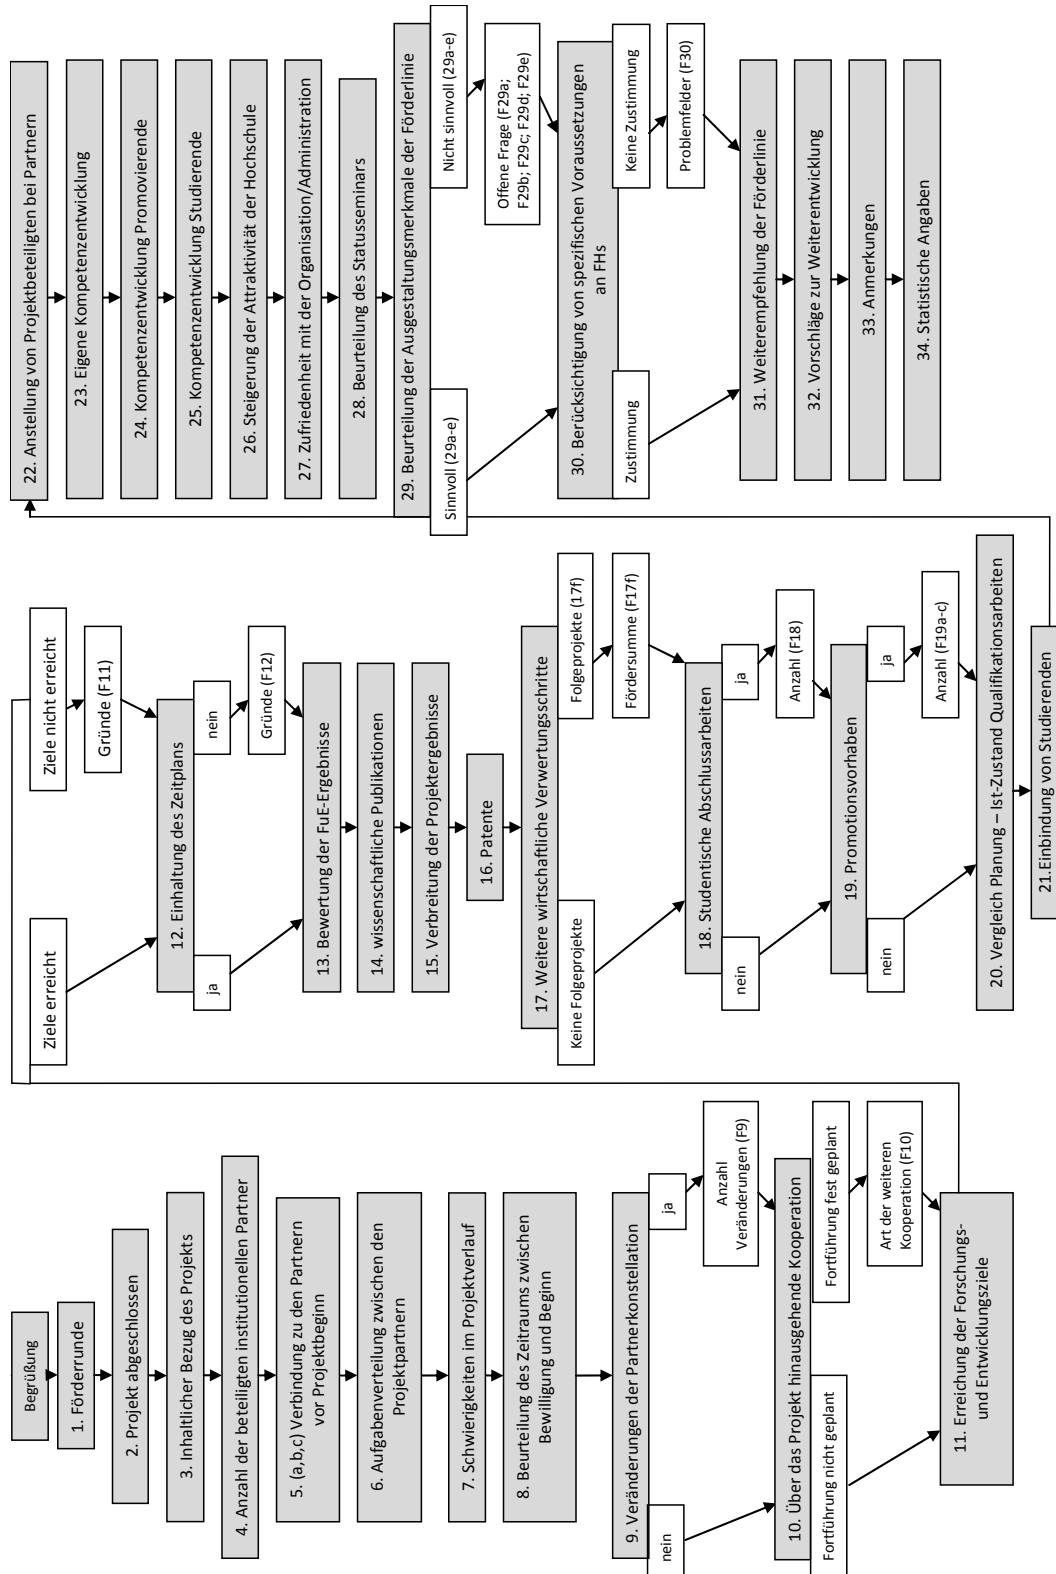 Begrüßung
1. Förderrunde
2. Projekt abgeschlossen
3. Inhaltlicher Bezug des Projekts
4. Anzahl der beteiligten institutionellen Partner
5. (a,b,c) Verbindung zu den Partnern
vor Projektbeginn
6. Aufgabenverteilung zwischen den
Projektpartnern
7. Schwierigkeiten im Projektverlauf
8. Beurteilung des Zeitraums zwischen
Bewilligung und Beginn
9. Veränderungen der Partnerkonstellation
nein
ja
Anzahl
Veränderungen (F9)
10. Über das Projekt hinausgehende Kooperation
Fortführung nicht geplant
Fortführung fest geplant
Art der weiteren
Kooperation (F10)
11. Erreichung der Forschungs-
und Entwicklungsziele
Ziele erreicht
Ziele nicht erreicht
Gründe (F11)
12. Einhaltung des Zeitplans
ja
nein
Gründe (F12)
13. Bewertung der FuE-Ergebnisse
14. wissenschaftliche Publikationen
15. Verbreitung der Projektergebnisse
16. Patente
17. Weitere wirtschaftliche Verwertungsschritte
Keine Folgeprojekte
Folgeprojekte (17f)
Fördersumme (F17f)
18. Studentische Abschlussarbeiten
nein
ja
Anzahl (F18)
19. Promotionsvorhaben
nein
ja
Anzahl (F19a-c)
20. Vergleich Planung – Ist-Zustand Qualifikationsarbeiten
21.Einbindung von Studierenden
22. Anstellung von Projektbeteiligten bei Partnern
23. Eigene Kompetenzentwicklung
24. Kompetenzentwicklung Promovierende
25. Kompetenzentwicklung Studierende
26. Steigerung der Attraktivität der Hochschule
27. Zufriedenheit mit der Organisation/Administration
28. Beurteilung des Statusseminars
29. Beurteilung der Ausgestaltungsmerkmale der Förderlinie
Sinnvoll (29a-e)
Nicht sinnvoll (29a-e)
Offene Frage (F29a;
F29b; F29c; F29d; F29e)
30. Berücksichtigung von spezifischen Voraussetzungen
an FHs
Zustimmung
Keine Zustimmung
Problemfelder (F30)
31. Weiterempfehlung der Förderlinie
32. Vorschläge zur Weiterentwicklung
33. Anmerkungen
34. Statistische Angaben